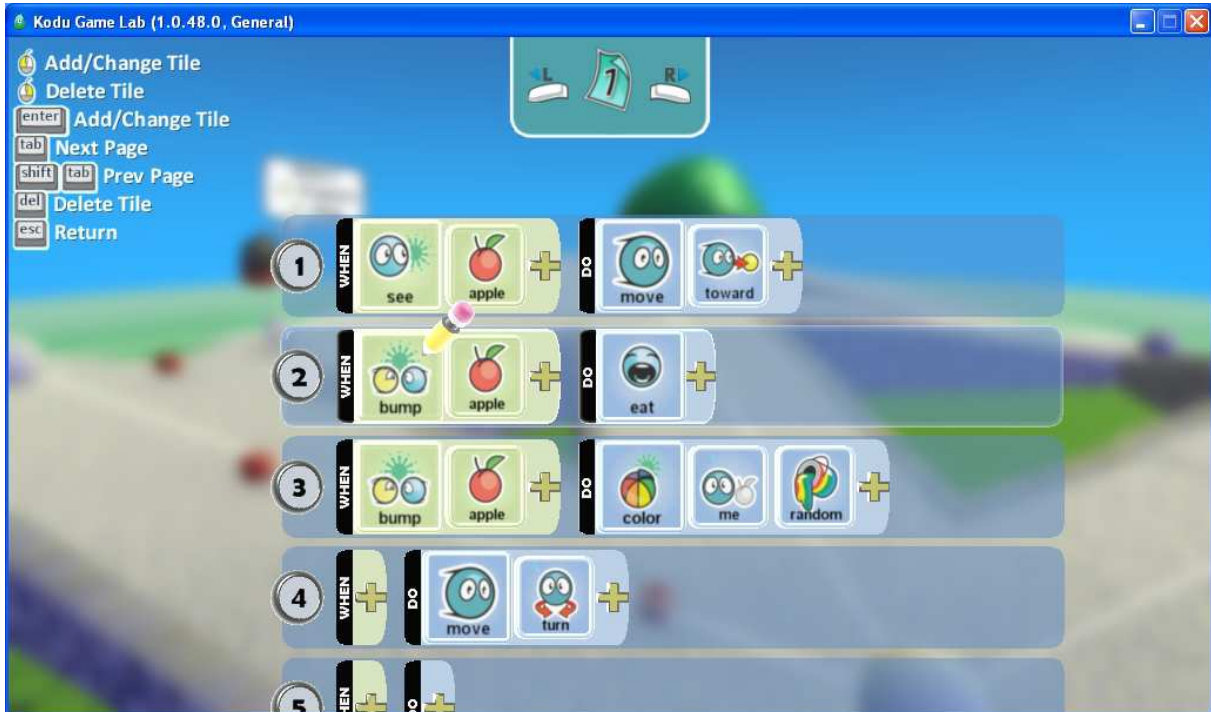 Kodu Game Lab (1.0.48.0, General)
Add/Change Tile
Delete Tile
enter Add/Change Tile
tab Next Page
shift tab Prev Page
del Delete Tile
esc Return
L 1 R
1 WHEN see apple DO move toward
2 WHEN bump apple DO eat
3 WHEN bump apple DO color me random
4 WHEN DO move turn
5 WHEN DO